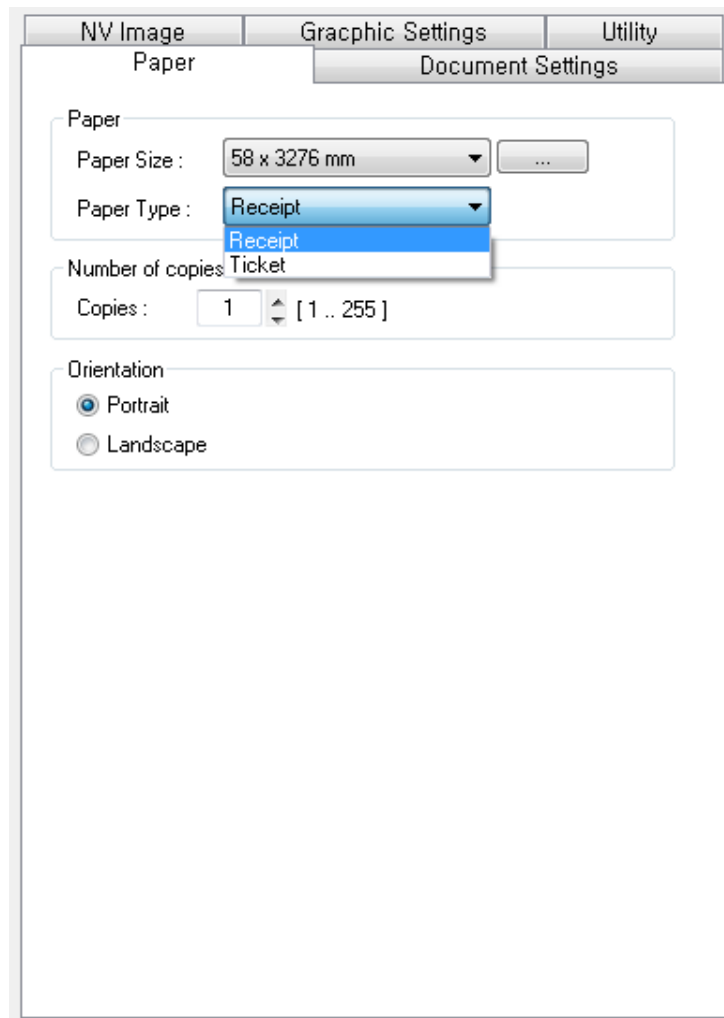 NV Image Gracphic Settings Utility
Paper Document Settings
Paper
Paper Size : 58 x 3276 mm ...
Paper Type : Receipt
Receipt
Ticket
Number of copies
Copies : 1 [ 1 .. 255 ]
Orientation
Portrait
Landscape